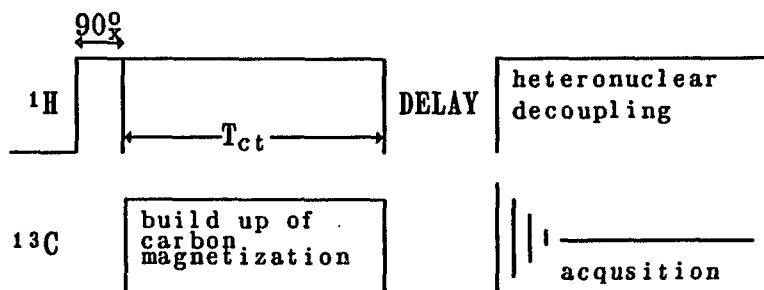 90°x
¹H
DELAY
heteronuclear
decoupling
Tct
¹³C
build up of
carbon
magnetization
acqusition